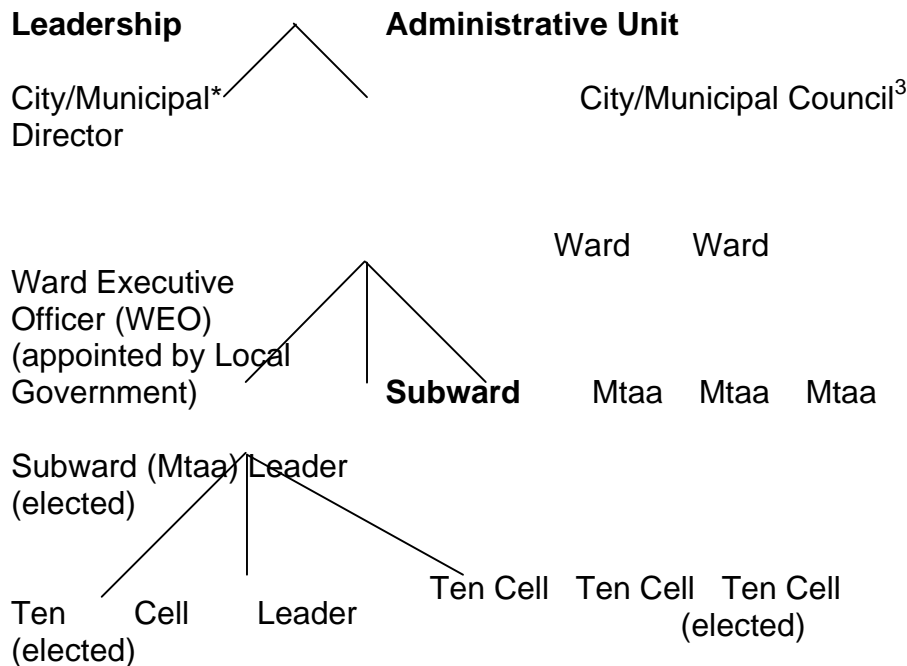 Leadership Administrative Unit
City/Municipal* City/Municipal Council3
Director
Ward Ward
Ward Executive
Officer (WEO)
(appointed by Local
Government) Subward Mtaa Mtaa Mtaa
Subward (Mtaa) Leader
(elected)
Ten Cell Ten Cell Ten Cell
Ten Cell Leader (elected)
(elected)